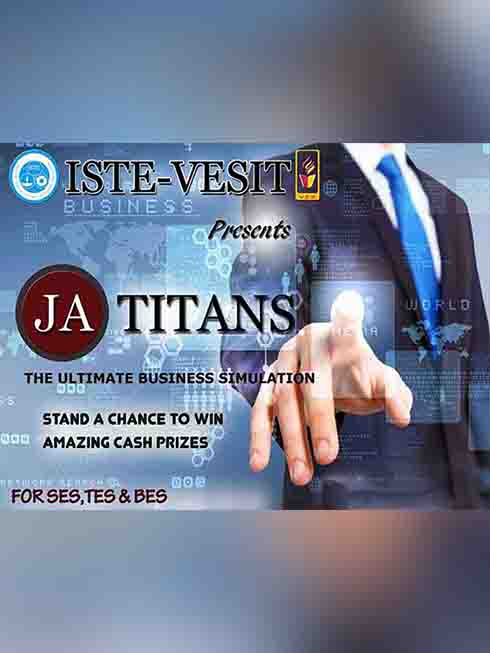 ISTE-VESIT
BUSINESS
Presents
JA TITANS
WORLD
THE ULTIMATE BUSINESS SIMULATION
STAND A CHANCE TO WIN
AMAZING CASH PRIZES
FOR SES,TES & BES